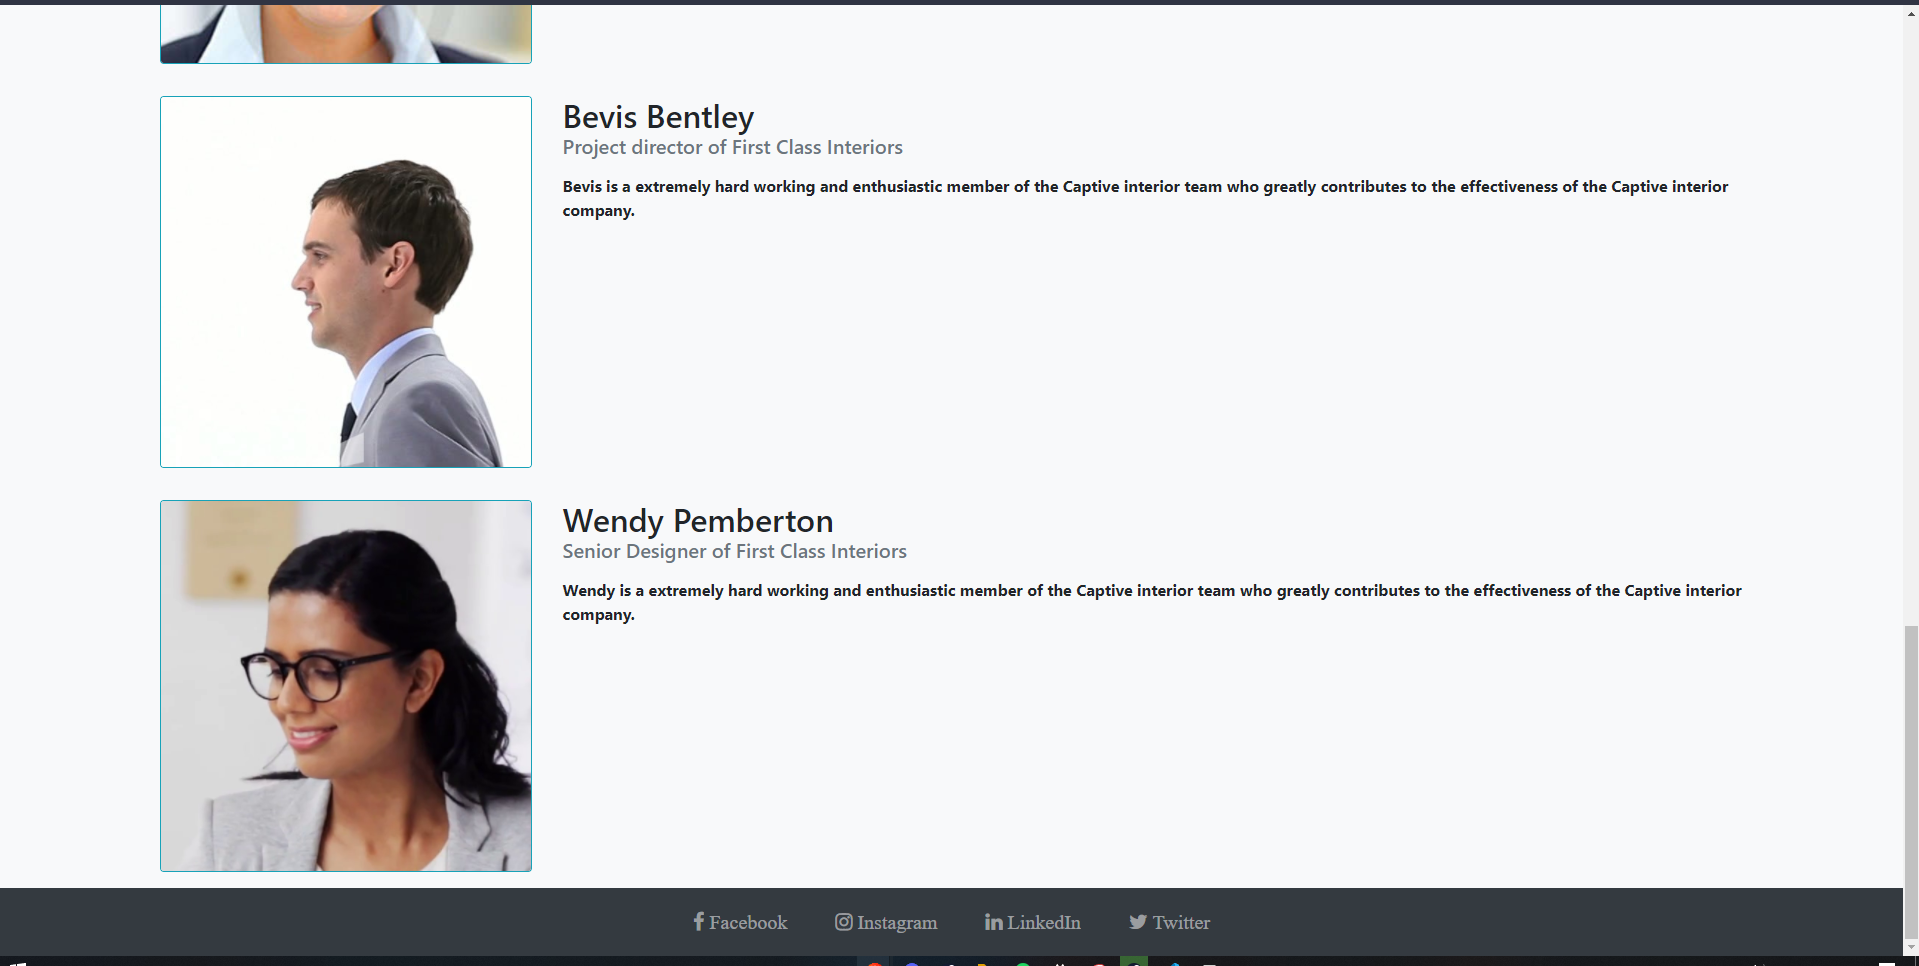 Bevis Bentley
Project director of First Class Interiors
Bevis is a extremely hard working and enthusiastic member of the Captive interior team who greatly contributes to the effectiveness of the Captive interior
company.
Wendy Pemberton
Senior Designer of First Class Interiors
Wendy is a extremely hard working and enthusiastic member of the Captive interior team who greatly contributes to the effectiveness of the Captive interior
company.
Facebook Instagram LinkedIn Twitter